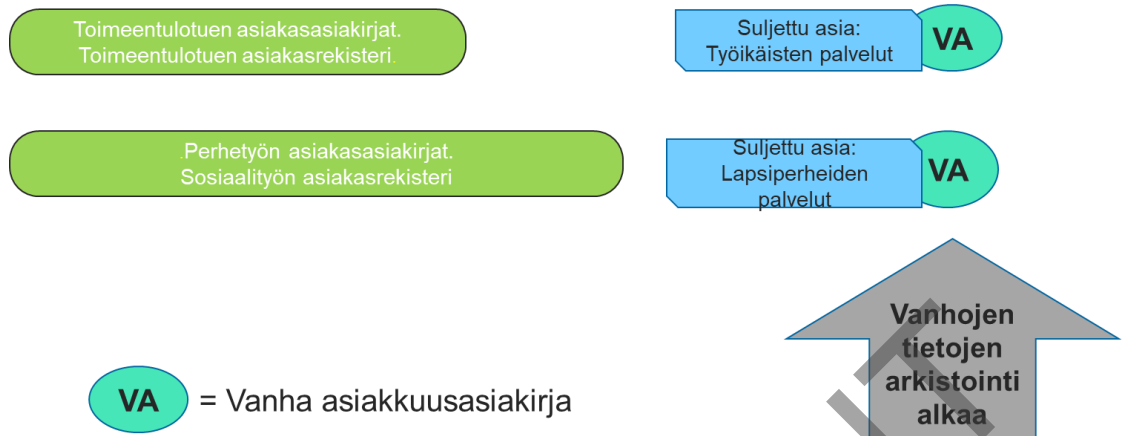 Toimeentulotuen asiakasasiakirjat.
Toimeentulotuen asiakasrekisteri.
Suljettu asia:
Työikäisten palvelut
VA
.Perhetyön asiakasasiakirjat.
Sosiaalityön asiakasrekisteri
Suljettu asia:
Lapsiperheiden
palvelut
VA
Vanhojen
tietojen
arkistointi
alkaa
VA = Vanha asiakkuusasiakirja